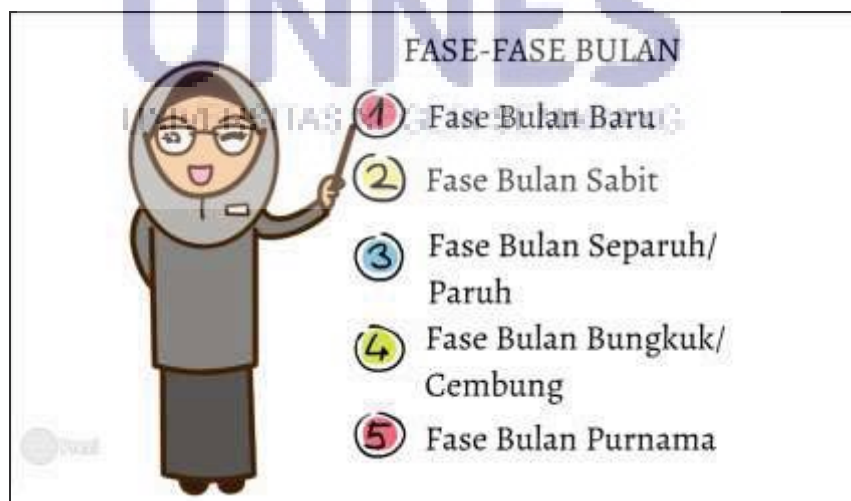 UNNES
FASE-FASE BULAN
1 Fase Bulan Baru
2 Fase Bulan Sabit
3 Fase Bulan Separuh/
Paruh
4 Fase Bulan Bungkuk/
Cembung
5 Fase Bulan Purnama